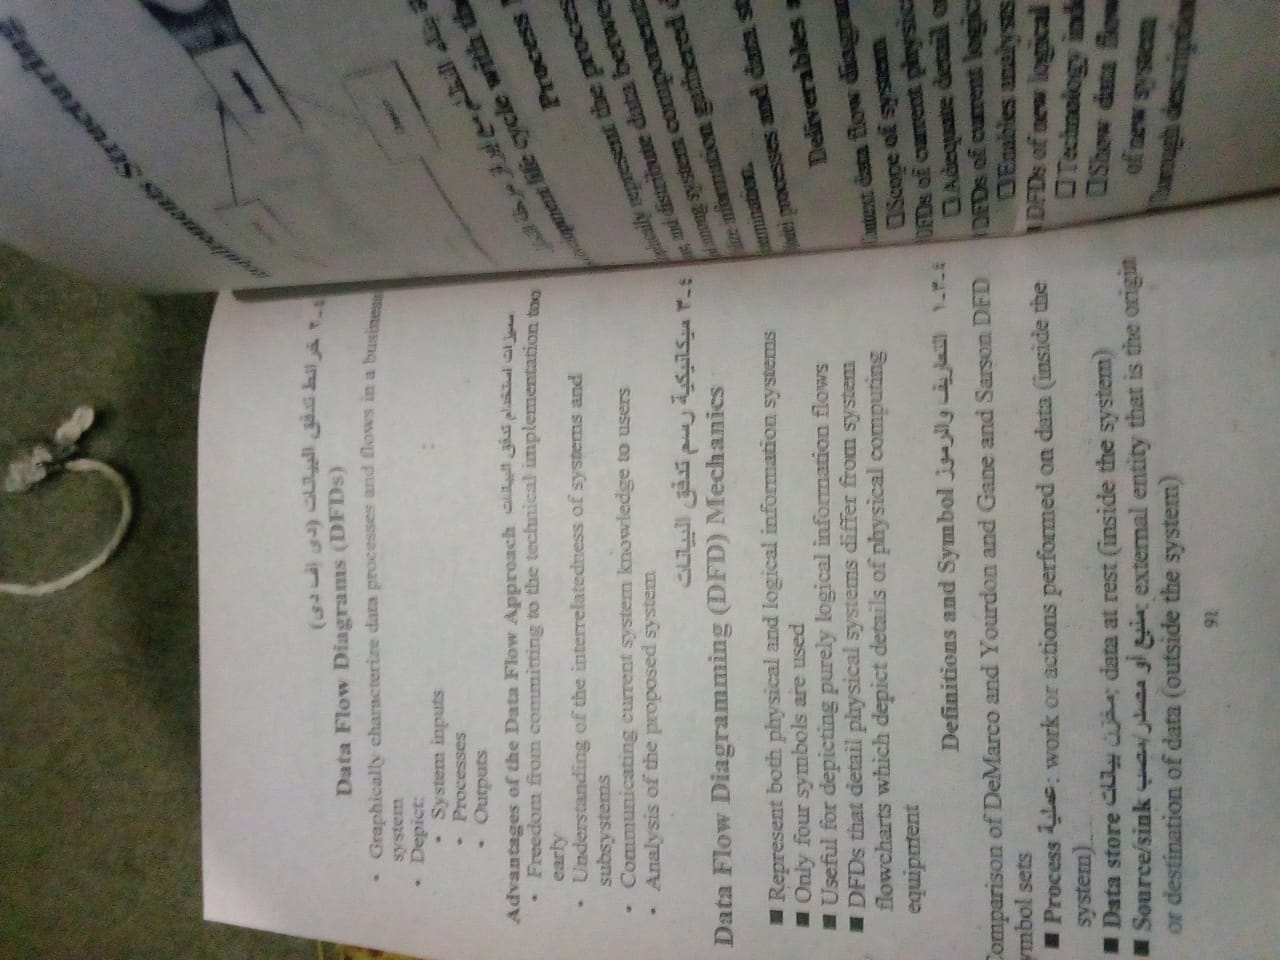 ٤-٢ خرائط تدفق البيانات (دى إف دى)
Data Flow Diagrams (DFDs)
• Graphically characterize data processes and flows in a business
system
• Depict:
• System inputs
• Processes
• Outputs
Advantages of the Data Flow Approach مميزات استخدام تدفق البيانات
• Freedom from committing to the technical implementation too
early
• Understanding of the interrelatedness of systems and
subsystems
• Communicating current system knowledge to users
• Analysis of the proposed system
٤-٣ ميكانيكية رسم تدفق البيانات
Data Flow Diagramming (DFD) Mechanics
■ Represent both physical and logical information systems
■ Only four symbols are used
■ Useful for depicting purely logical information flows
■ DFDs that detail physical systems differ from system
flowcharts which depict details of physical computing
equipment
٤-٣-١ التعاريف والرموز Definitions and Symbol
Comparison of DeMarco and Yourdon and Gane and Sarson DFD
symbol sets
■ Process عملية: work or actions performed on data (inside the
system)
■ Data store مخزن بيانات: data at rest (inside the system)
■ Source/sink منبع أو مصدر/مصب: external entity that is the origin
or destination of data (outside the system)
91
Requirements Structuring
بناء النظام مع إبراز مرحلة
development life cycle with the
Process
represent the process
and distribute data between
among system components
information gathered
determination.
Model processes and data
Deliverables
Context data flow diagram
❑Scope of system
DFDs of current physical
❑Adequate detail
DFDs of current logical
❑Enables analysts
DFDs of new logical
❑Technology
❑Show data flow
of new system
Thorough description